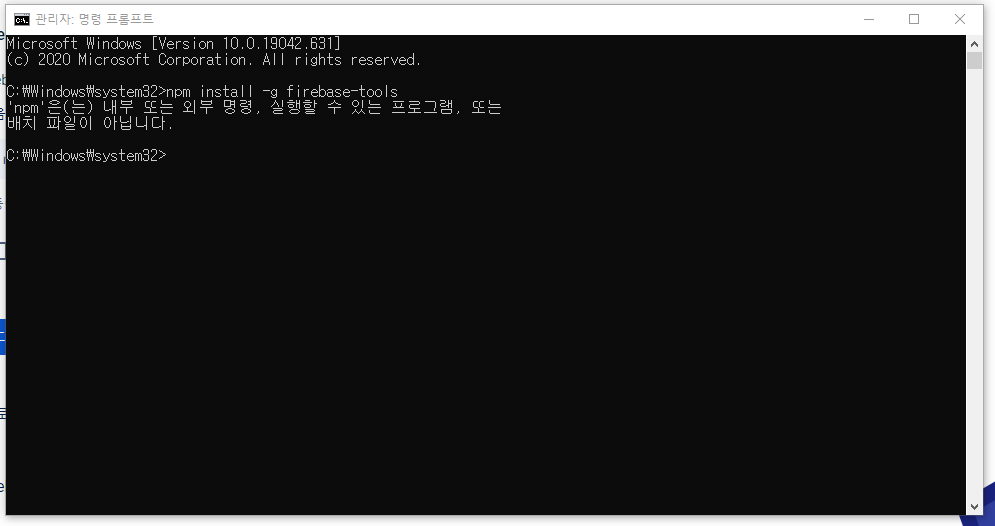 관리자: 명령 프롬프트
Microsoft Windows [Version 10.0.19042.631]
(c) 2020 Microsoft Corporation. All rights reserved.
C:₩Windows₩system32>npm install -g firebase-tools
'npm'은(는) 내부 또는 외부 명령, 실행할 수 있는 프로그램, 또는
배치 파일이 아닙니다.
C:₩Windows₩system32>